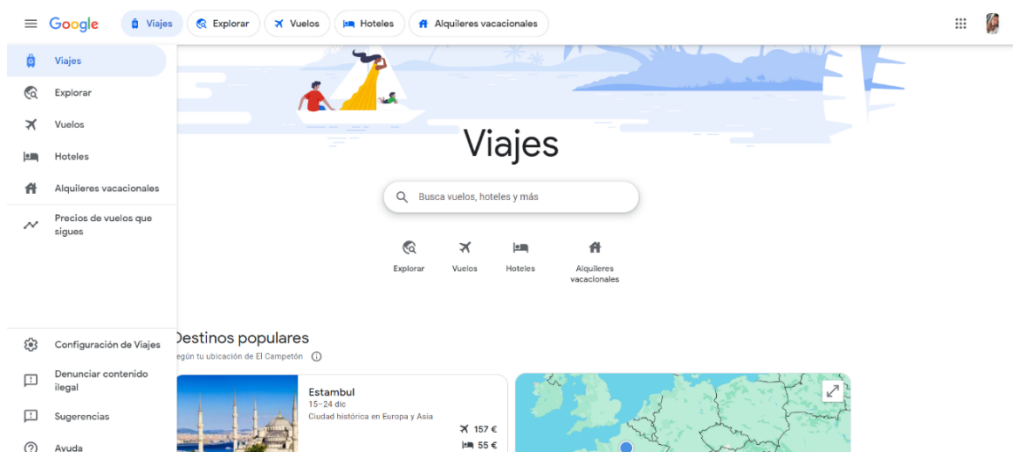 Google
Viajes
Explorar
Vuelos
Hoteles
Alquileres vacacionales
Viajes
Explorar
Vuelos
Hoteles
Alquileres vacacionales
Precios de vuelos que
sigues
Configuración de Viajes
Denunciar contenido
ilegal
Sugerencias
Ayuda
Viajes
Busca vuelos, hoteles y más
Explorar
Vuelos
Hoteles
Alquileres
vacacionales
Destinos populares
egún tu ubicación de El Campetón
Estambul
15–24 dic
Ciudad histórica en Europa y Asia
157 €
55 €